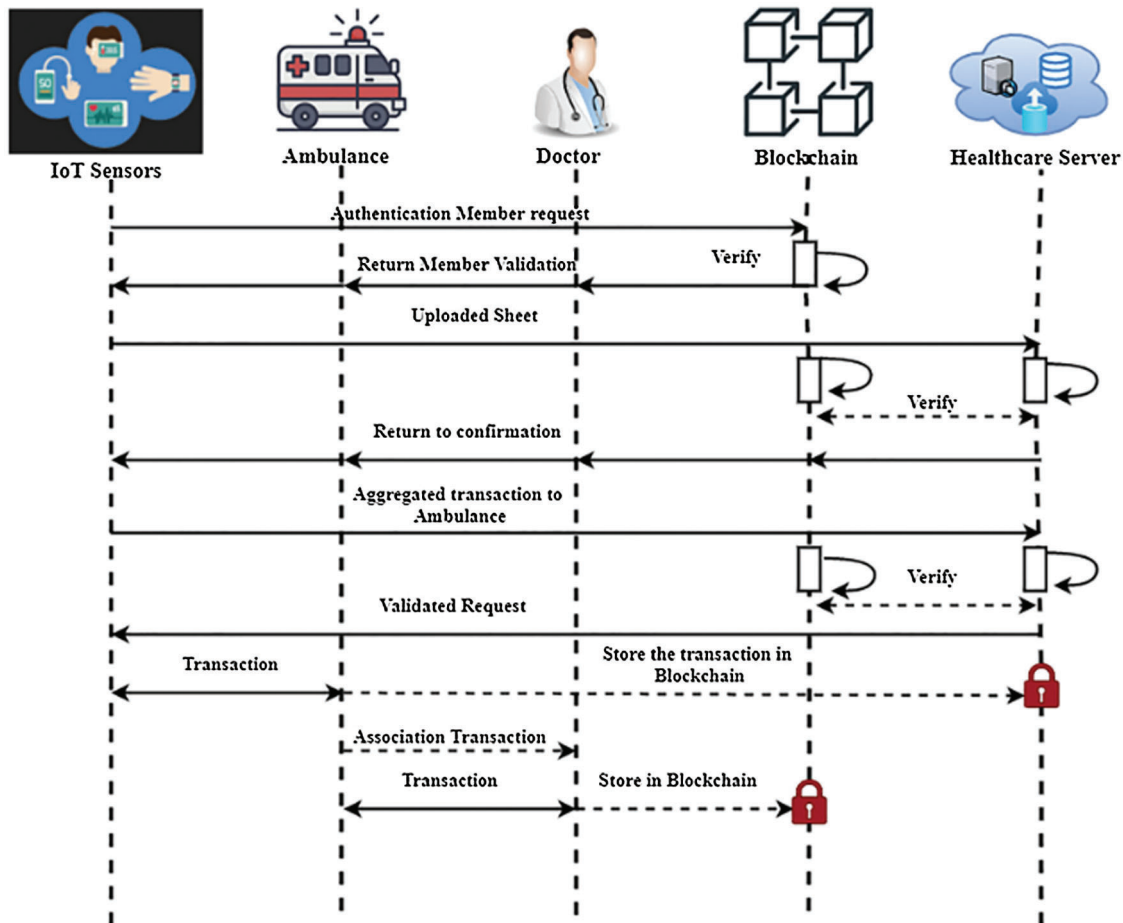 IoT Sensors
Ambulance
Doctor
Blockchain
Healthcare Server
Authentication Member request
Verify
Return Member Validation
Uploaded Sheet
Verify
Return to confirmation
Aggregated transaction to
Ambulance
Verify
Validated Request
Transaction
Store the transaction in
Blockchain
Association Transaction
Transaction
Store in Blockchain